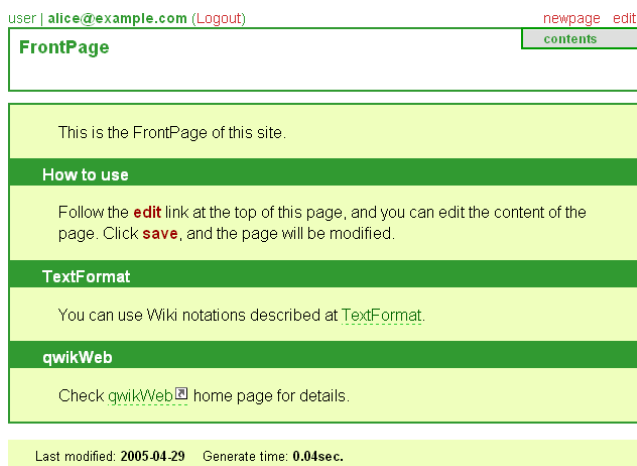 user | alice@example.com (Logout) newpage edit
FrontPage contents
This is the FrontPage of this site.
How to use
Follow the edit link at the top of this page, and you can edit the content of the
page. Click save, and the page will be modified.
TextFormat
You can use Wiki notations described at TextFormat.
qwikWeb
Check qwikWeb home page for details.
Last modified: 2005-04-29 Generate time: 0.04sec.